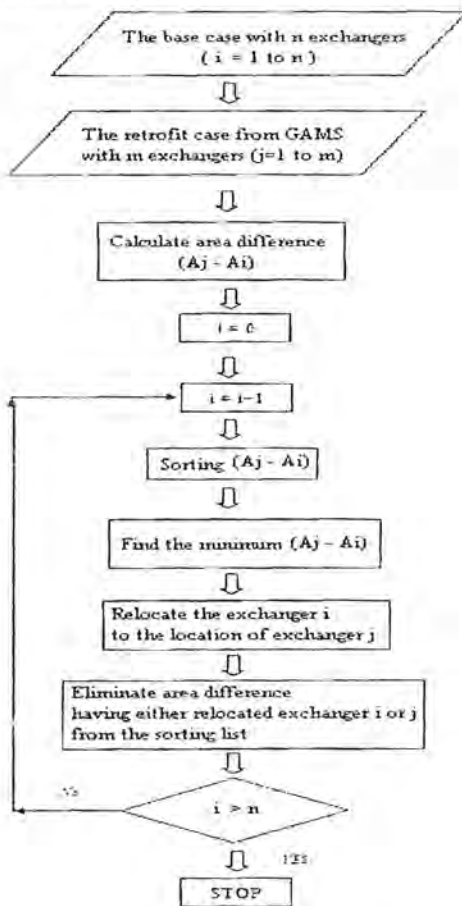 The base case with n exchangers
( i = 1 to n )
The retrofit case from GAMS
with m exchangers (j=1 to m)
Calculate area difference
(Aj - Ai)
i = 0
i = i-1
Sorting (Aj - Ai)
Find the minimum (Aj - Ai)
Relocate the exchanger i
to the location of exchanger j
Eliminate area difference
having either relocated exchanger i or j
from the sorting list
i > n
YES
STOP